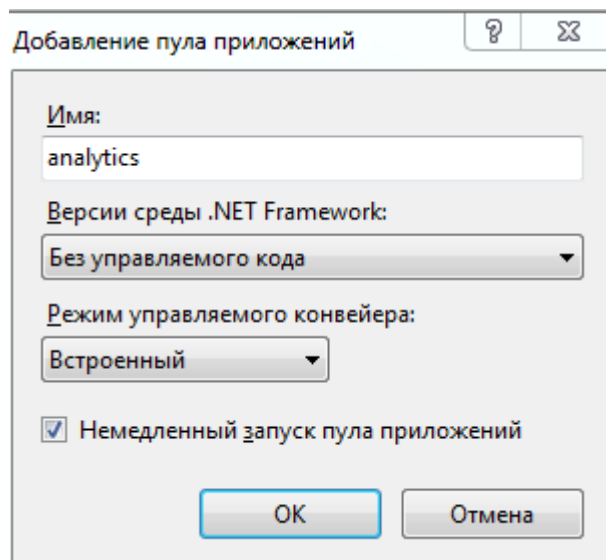 Добавление пула приложений
Имя:
analytics
Версии среды .NET Framework:
Без управляемого кода
Режим управляемого конвейера:
Встроенный
Немедленный запуск пула приложений
ОК
Отмена